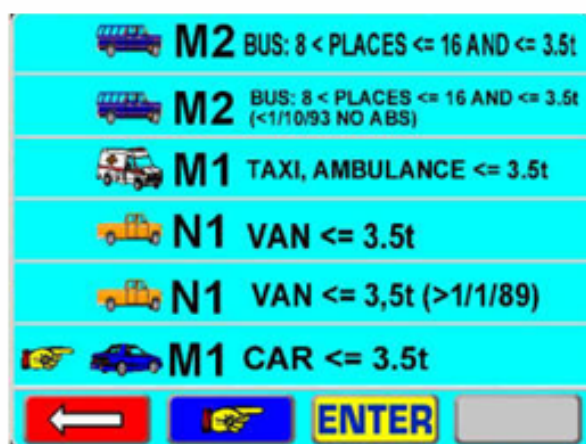 M2 BUS: 8 < PLACES <= 16 AND <= 3.5t
M2 BUS: 8 < PLACES <= 16 AND <= 3.5t
(<1/10/93 NO ABS)
M1 TAXI, AMBULANCE <= 3.5t
N1 VAN <= 3.5t
N1 VAN <= 3,5t (>1/1/89)
M1 CAR <= 3.5t
ENTER